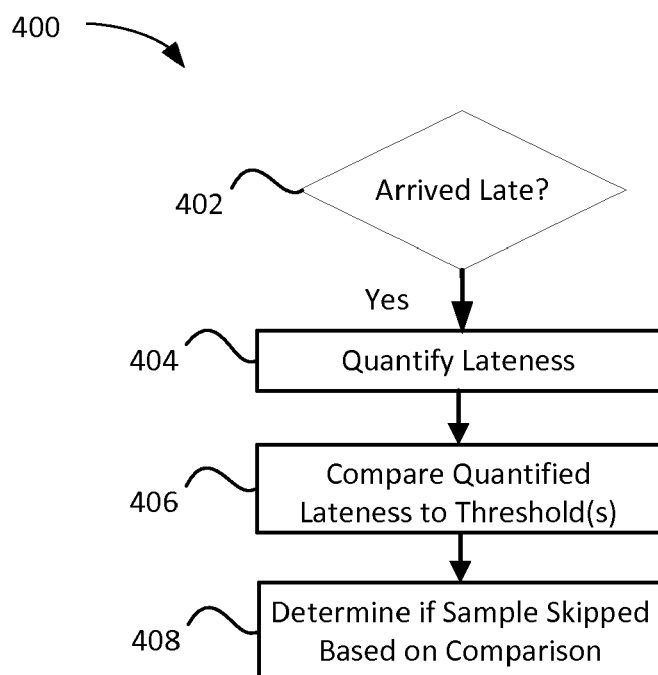 400
402
Arrived Late?
Yes
404
Quantify Lateness
406
Compare Quantified
Lateness to Threshold(s)
408
Determine if Sample Skipped
Based on Comparison